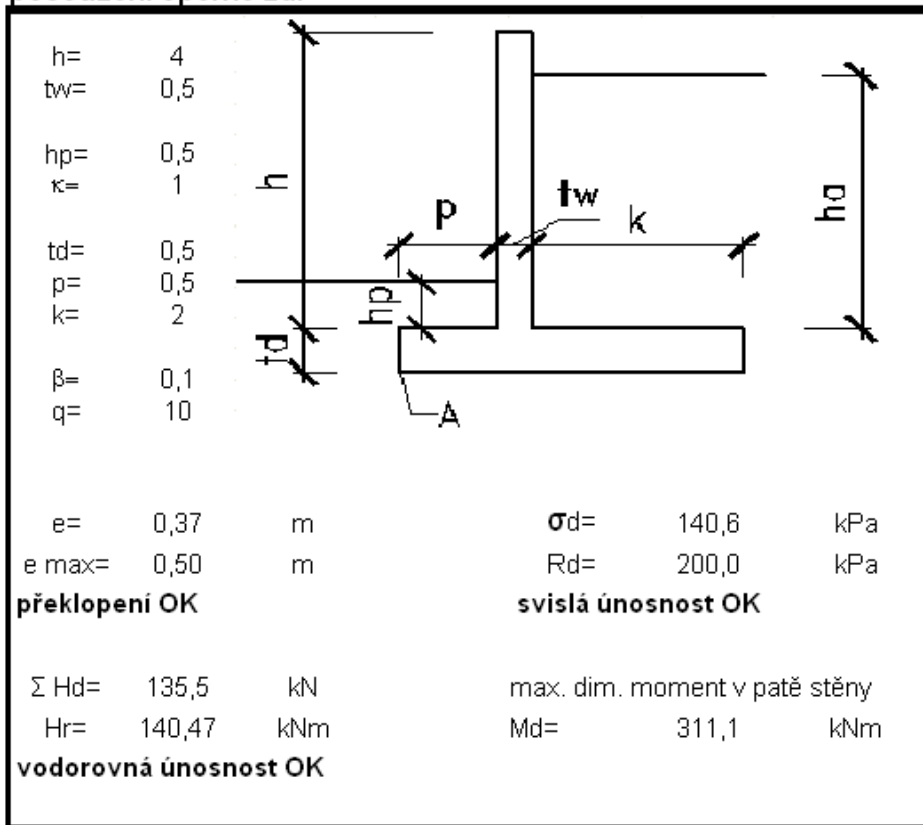 h= 4
tw= 0,5
hp= 0,5
κ= 1
td= 0,5
p= 0,5
k= 2
β= 0,1
q= 10
h
td
p
tw
k
hp
ha
A
e= 0,37 m
e max= 0,50 m
překlopení OK
σd= 140,6 kPa
Rd= 200,0 kPa
svislá únosnost OK
Σ Hd= 135,5 kN
Hr= 140,47 kNm
vodorovná únosnost OK
max. dim. moment v patě stěny
Md= 311,1 kNm